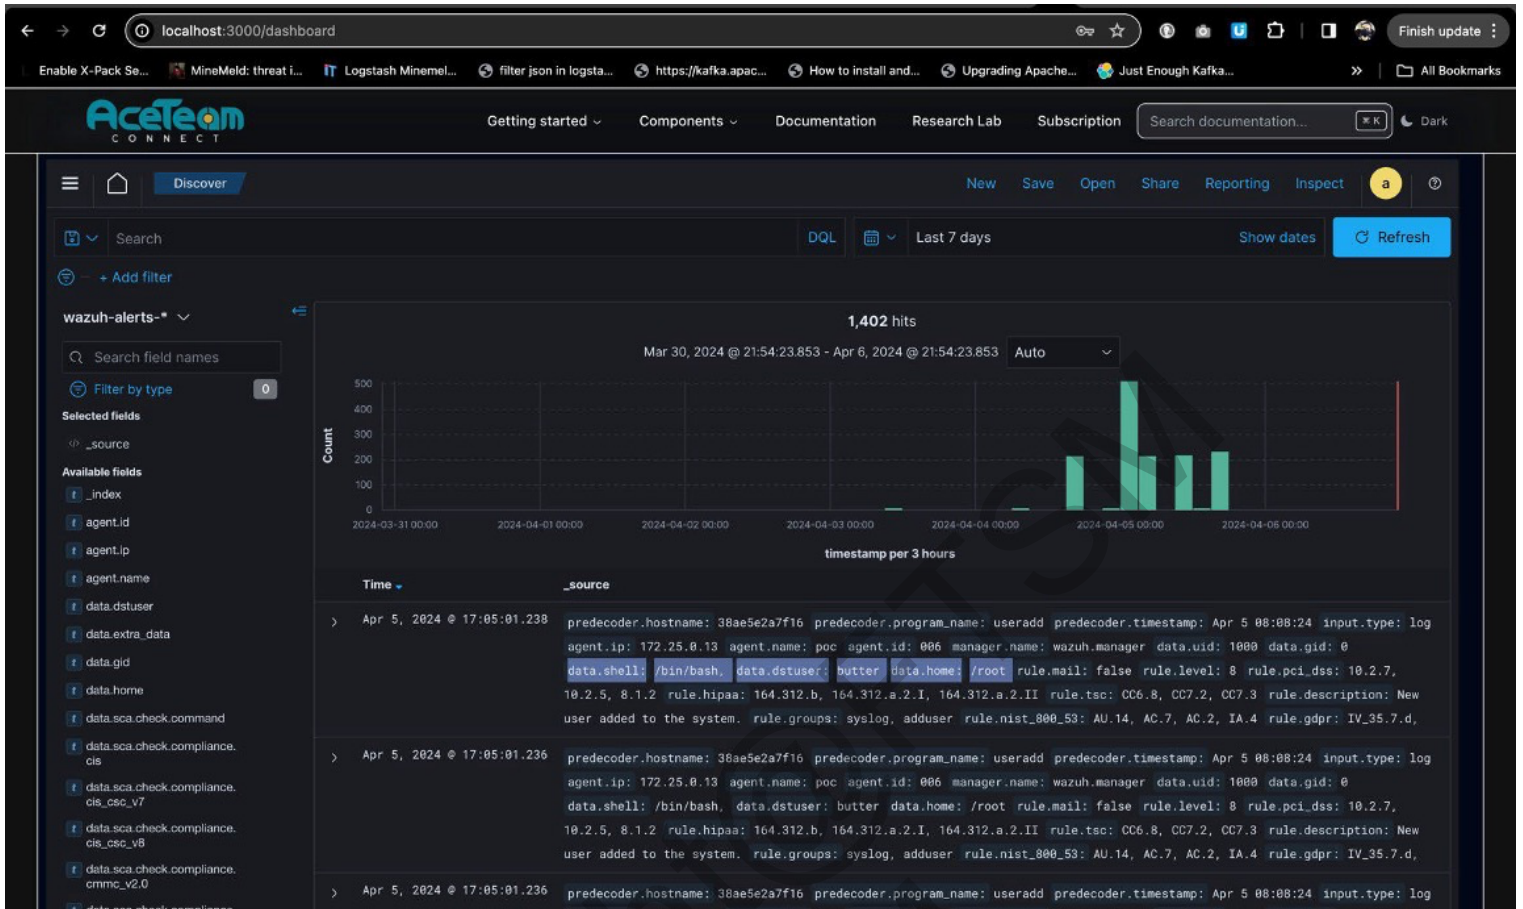 localhost:3000/dashboard
Finish update
Enable X-Pack Se...
MineMeld: threat i...
Logstash Minemel...
filter json in logsta...
https://kafka.apac...
How to install and...
Upgrading Apache...
Just Enough Kafka...
»
All Bookmarks
AceTeam
CONNECT
Getting started
Components
Documentation
Research Lab
Subscription
Search documentation...
⌘ K
Dark
Discover
New
Save
Open
Share
Reporting
Inspect
a
Search
DQL
Last 7 days
Show dates
Refresh
+ Add filter
wazuh-alerts-*
Search field names
Filter by type
0
Selected fields
_source
Available fields
t _index
t agent.id
t agent.ip
t agent.name
t data.dstuser
t data.extra_data
t data.gid
t data.home
t data.sca.check.command
t data.sca.check.compliance.
cis
t data.sca.check.compliance.
cis_csc_v7
t data.sca.check.compliance.
cis_csc_v8
t data.sca.check.compliance.
cmmc_v2.0
1,402 hits
Mar 30, 2024 @ 21:54:23.853 - Apr 6, 2024 @ 21:54:23.853
Auto
Count
500
400
300
200
100
0
2024-03-31 00:00
2024-04-01 00:00
2024-04-02 00:00
2024-04-03 00:00
2024-04-04 00:00
2024-04-05 00:00
2024-04-06 00:00
timestamp per 3 hours
Time
_source
Apr 5, 2024 @ 17:05:01.238
predecoder.hostname: 38ae5e2a7f16 predecoder.program_name: useradd predecoder.timestamp: Apr 5 08:08:24 input.type: log
agent.ip: 172.25.0.13 agent.name: poc agent.id: 006 manager.name: wazuh.manager data.uid: 1000 data.gid: 0
data.shell: /bin/bash, data.dstuser: butter data.home: /root rule.mail: false rule.level: 8 rule.pci_dss: 10.2.7,
10.2.5, 8.1.2 rule.hipaa: 164.312.b, 164.312.a.2.I, 164.312.a.2.II rule.tsc: CC6.8, CC7.2, CC7.3 rule.description: New
user added to the system. rule.groups: syslog, adduser rule.nist_800_53: AU.14, AC.7, AC.2, IA.4 rule.gdpr: IV_35.7.d,
Apr 5, 2024 @ 17:05:01.236
predecoder.hostname: 38ae5e2a7f16 predecoder.program_name: useradd predecoder.timestamp: Apr 5 08:08:24 input.type: log
agent.ip: 172.25.0.13 agent.name: poc agent.id: 006 manager.name: wazuh.manager data.uid: 1000 data.gid: 0
data.shell: /bin/bash, data.dstuser: butter data.home: /root rule.mail: false rule.level: 8 rule.pci_dss: 10.2.7,
10.2.5, 8.1.2 rule.hipaa: 164.312.b, 164.312.a.2.I, 164.312.a.2.II rule.tsc: CC6.8, CC7.2, CC7.3 rule.description: New
user added to the system. rule.groups: syslog, adduser rule.nist_800_53: AU.14, AC.7, AC.2, IA.4 rule.gdpr: IV_35.7.d,
Apr 5, 2024 @ 17:05:01.236
predecoder.hostname: 38ae5e2a7f16 predecoder.program_name: useradd predecoder.timestamp: Apr 5 08:08:24 input.type: log